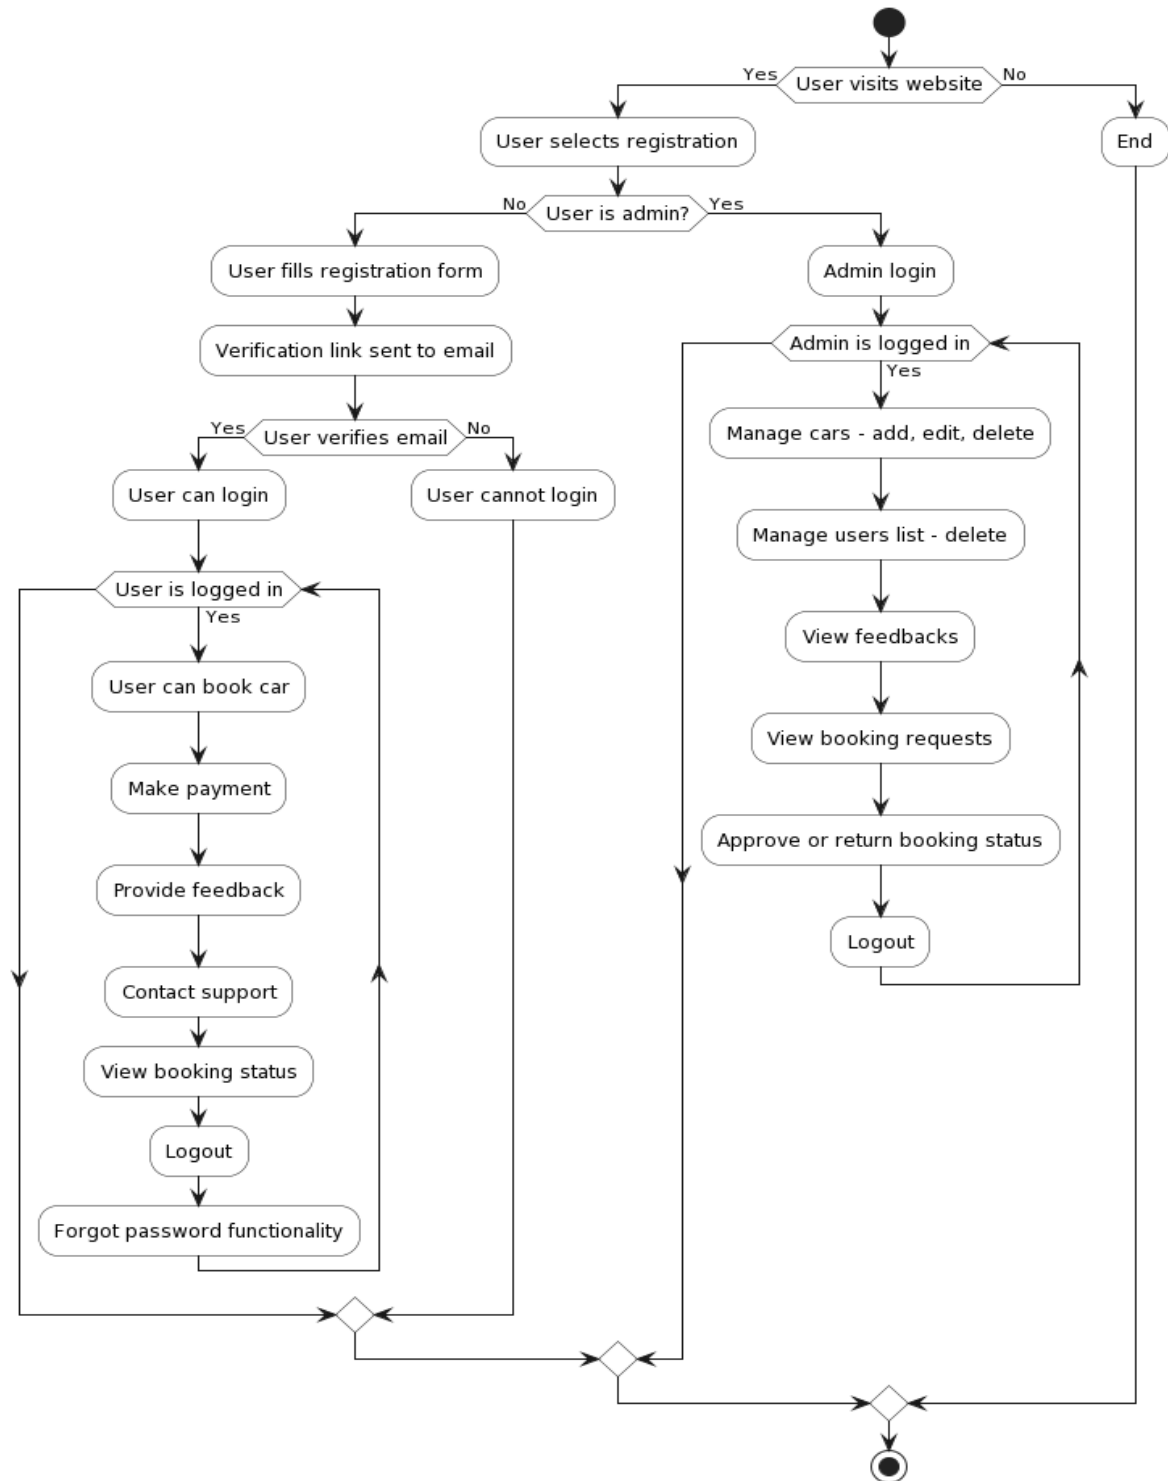 Yes
User visits website
No
User selects registration
End
No
User is admin?
Yes
User fills registration form
Admin login
Verification link sent to email
Admin is logged in
Yes
Yes
User verifies email
No
Manage cars - add, edit, delete
User can login
User cannot login
Manage users list - delete
User is logged in
Yes
View feedbacks
User can book car
View booking requests
Make payment
Approve or return booking status
Provide feedback
Logout
Contact support
View booking status
Logout
Forgot password functionality